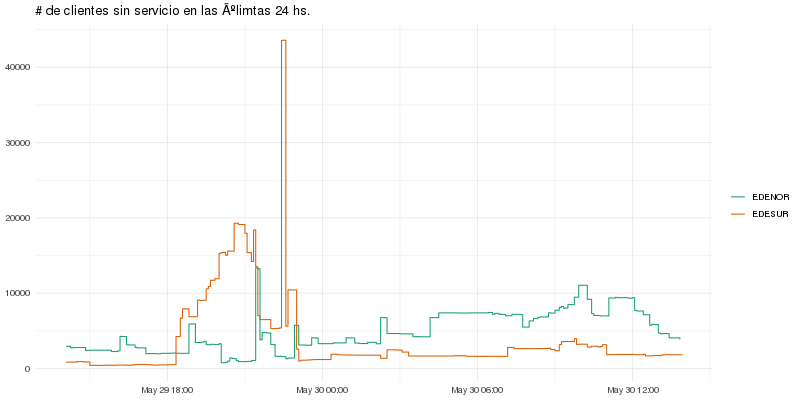 # de clientes sin servicio en las Ãºlimtas 24 hs.
40000
30000
20000
10000
0
May 29 18:00
May 30 00:00
May 30 06:00
May 30 12:00
EDENOR
EDESUR